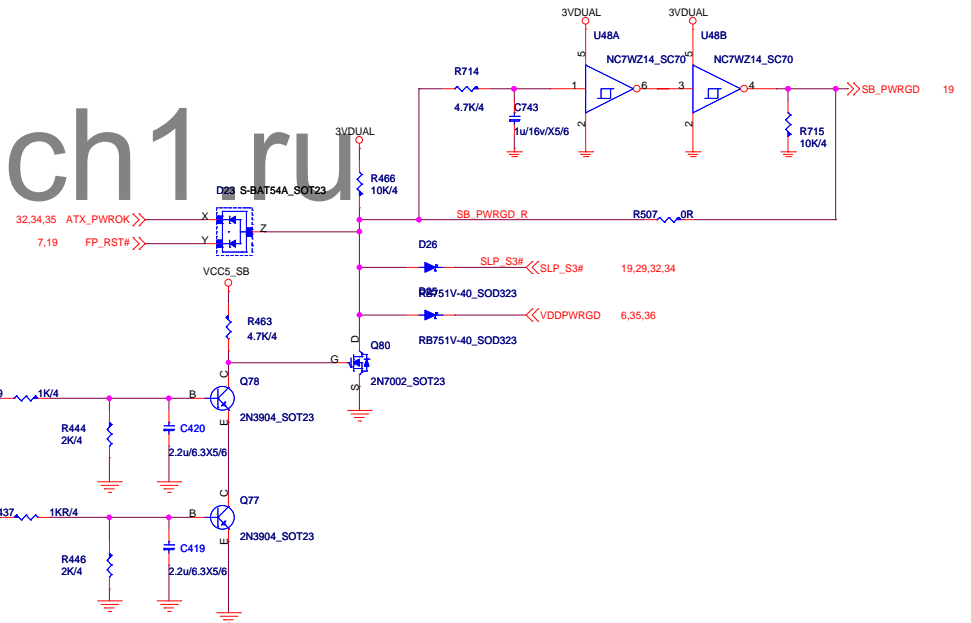 3VDUAL
3VDUAL
U48A
U48B
5
5
NC7WZ14_SC70
NC7WZ14_SC70
R714
1
6
3
4
SB_PWRGD
19
4.7K/4
C743
1u/16v/X5/6
2
2
R715
10K/4
ch1.ru
3VDUAL
R466
10K/4
D23
S-BAT54A_SOT23
32,34,35
ATX_PWROK
X
SB_PWRGD_R
R507
0R
Z
7,19
FP_RST#
Y
D26
SLP_S3#
SLP_S3#
19,29,32,34
VCC5_SB
D25
RB751V-40_SOD323
VDDPWRGD
6,35,36
R463
4.7K/4
RB751V-40_SOD323
D
Q80
G
2N7002_SOT23
S
C
Q78
9
1K/4
B
2N3904_SOT23
E
R444
2K/4
C420
2.2u/6.3X5/6
C
Q77
437
1KR/4
B
2N3904_SOT23
E
R446
2K/4
C419
2.2u/6.3X5/6